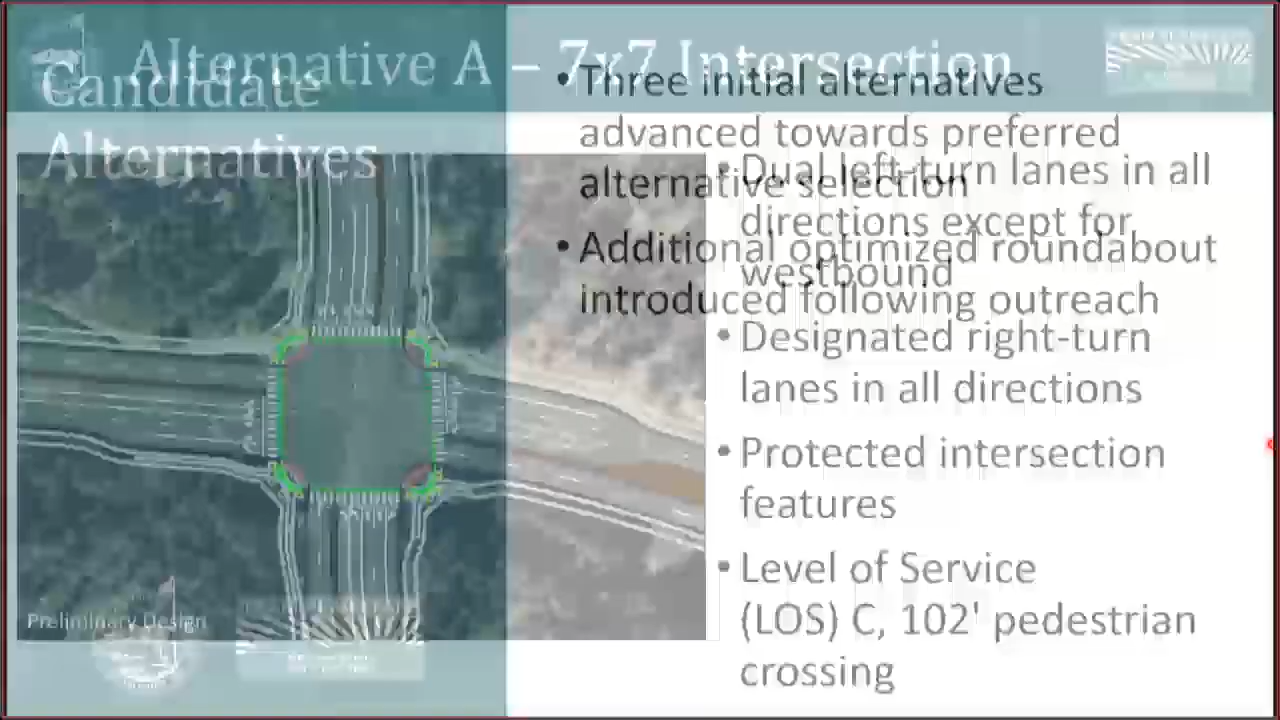 Candidate
Alternatives
• Three initial alternatives
advanced towards preferred
alternative selection
• Additional optimized roundabout
introduced following outreach
Alternative A – 7x7 Intersection
• Dual left-turn lanes in all
directions except for
westbound
• Designated right-turn
lanes in all directions
• Protected intersection
features
• Level of Service
(LOS) C, 102' pedestrian
crossing
Preliminary Design